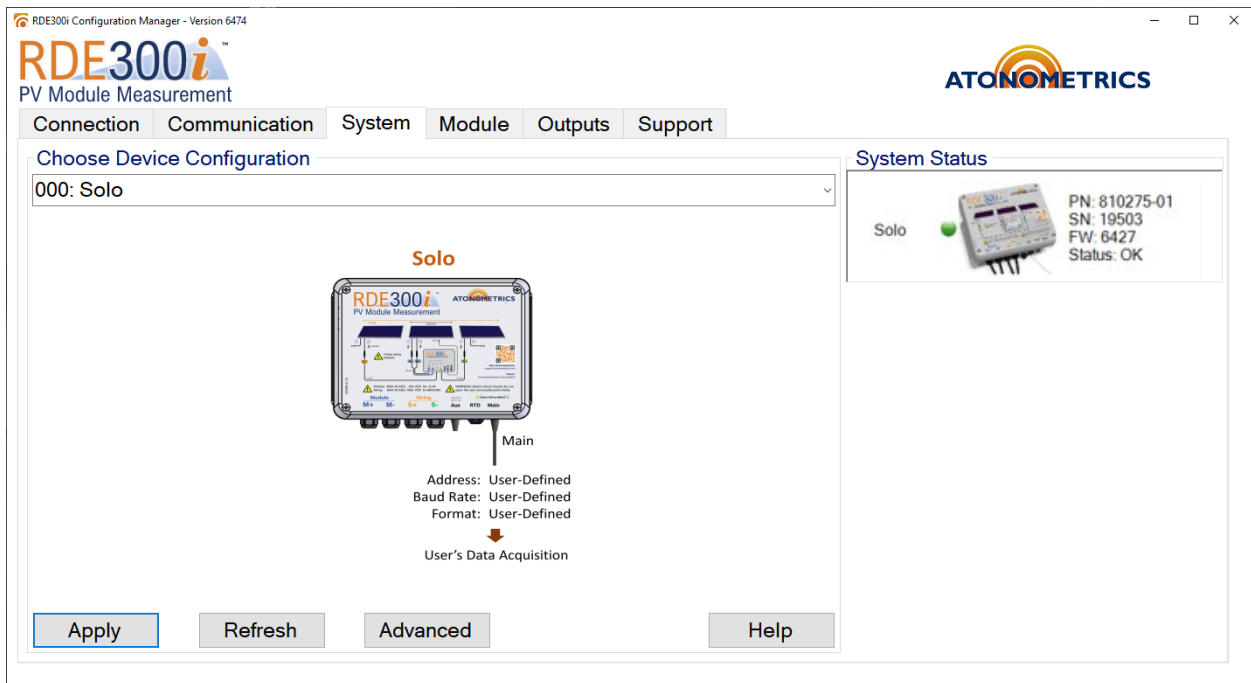 RDE300i Configuration Manager - Version 6474
RDE300i™
PV Module Measurement
ATONOMETRICS
Connection Communication System Module Outputs Support
Choose Device Configuration
000: Solo
Solo
RDE300i
ATONOMETRICS
PV Module Measurement
Module String
M+ M- S+ S- Aux RTD Main
Main
Address: User-Defined
Baud Rate: User-Defined
Format: User-Defined
User's Data Acquisition
Apply Refresh Advanced Help
System Status
Solo
PN: 810275-01
SN: 19503
FW: 6427
Status: OK